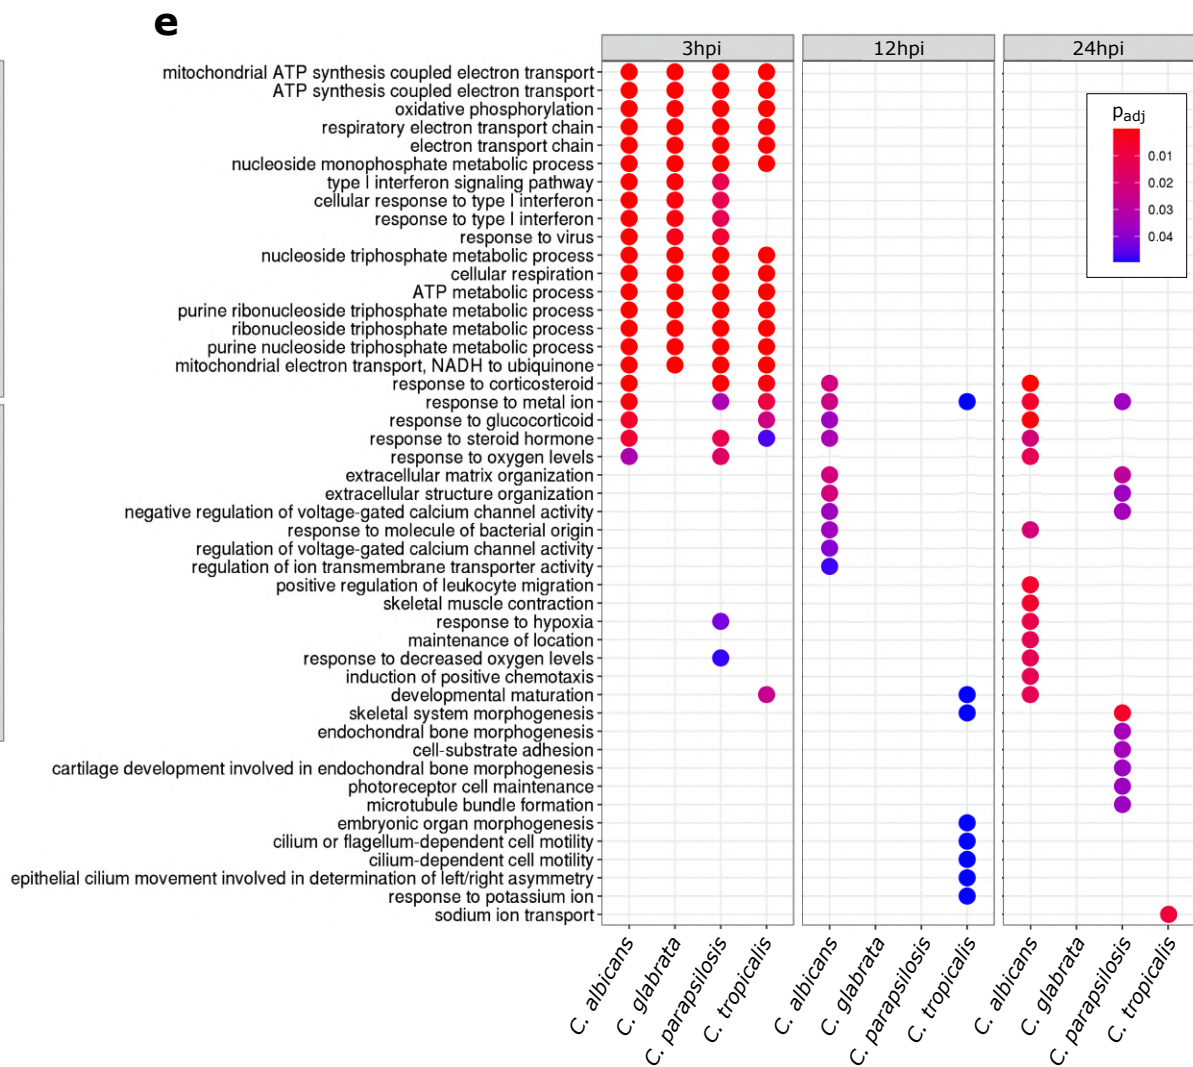 e
3hpi
12hpi
24hpi
mitochondrial ATP synthesis coupled electron transport
ATP synthesis coupled electron transport
oxidative phosphorylation
respiratory electron transport chain
electron transport chain
nucleoside monophosphate metabolic process
type I interferon signaling pathway
cellular response to type I interferon
response to type I interferon
response to virus
nucleoside triphosphate metabolic process
cellular respiration
ATP metabolic process
purine ribonucleoside triphosphate metabolic process
ribonucleoside triphosphate metabolic process
purine nucleoside triphosphate metabolic process
mitochondrial electron transport, NADH to ubiquinone
response to corticosteroid
response to metal ion
response to glucocorticoid
response to steroid hormone
response to oxygen levels
extracellular matrix organization
extracellular structure organization
negative regulation of voltage-gated calcium channel activity
response to molecule of bacterial origin
regulation of voltage-gated calcium channel activity
regulation of ion transmembrane transporter activity
positive regulation of leukocyte migration
skeletal muscle contraction
response to hypoxia
maintenance of location
response to decreased oxygen levels
induction of positive chemotaxis
developmental maturation
skeletal system morphogenesis
endochondral bone morphogenesis
cell-substrate adhesion
cartilage development involved in endochondral bone morphogenesis
photoreceptor cell maintenance
microtubule bundle formation
embryonic organ morphogenesis
cilium or flagellum-dependent cell motility
cilium-dependent cell motility
epithelial cilium movement involved in determination of left/right asymmetry
response to potassium ion
sodium ion transport
padj
0.01
0.02
0.03
0.04
C. albicans
C. glabrata
C. parapsilosis
C. tropicalis
C. albicans
C. glabrata
C. parapsilosis
C. tropicalis
C. albicans
C. glabrata
C. parapsilosis
C. tropicalis